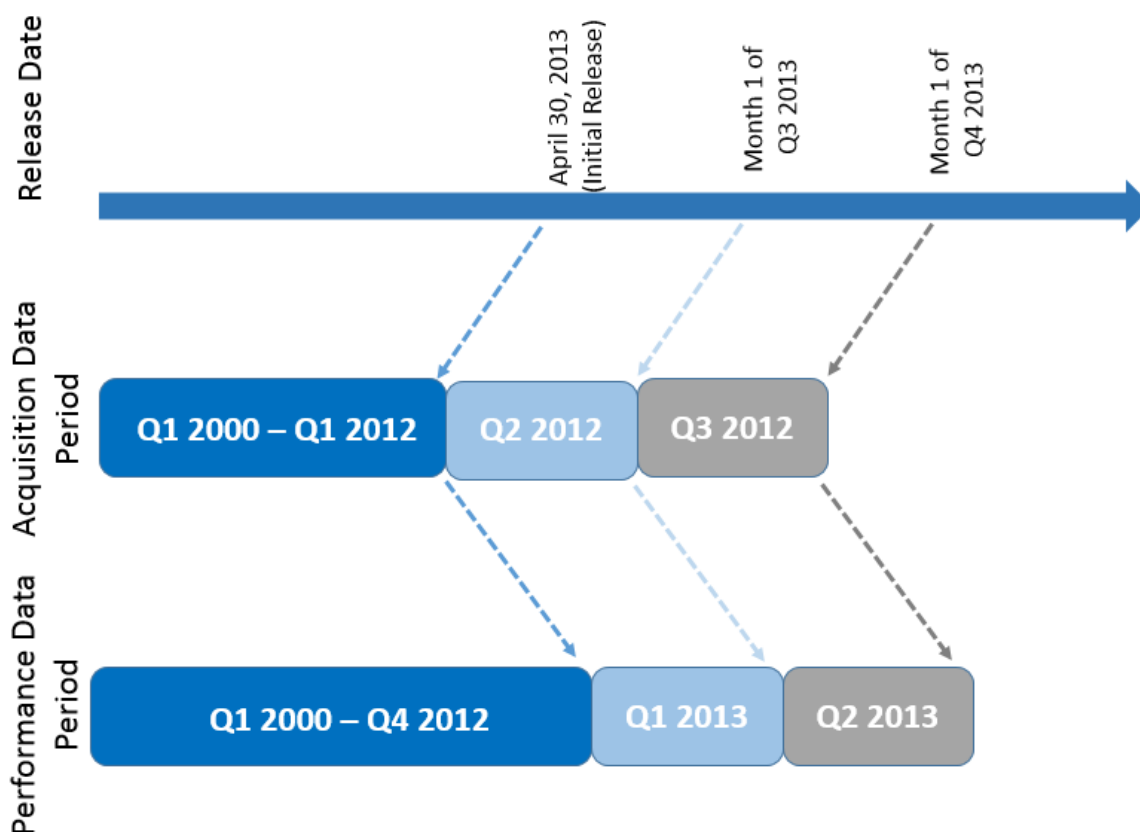 Release Date
April 30, 2013
(Initial Release)
Month 1 of
Q3 2013
Month 1 of
Q4 2013
Acquisition Data
Period
Q1 2000 – Q1 2012
Q2 2012
Q3 2012
Performance Data
Period
Q1 2000 – Q4 2012
Q1 2013
Q2 2013